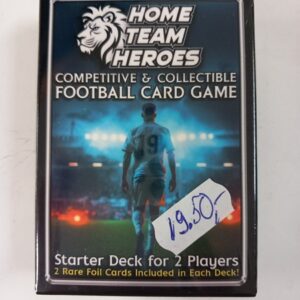 HOME
TEAM
HEROES
COMPETITIVE & COLLECTIBLE
FOOTBALL CARD GAME
19
19.50,-
Starter Deck for 2 Players
2 Rare Foil Cards Included in Each Deck!